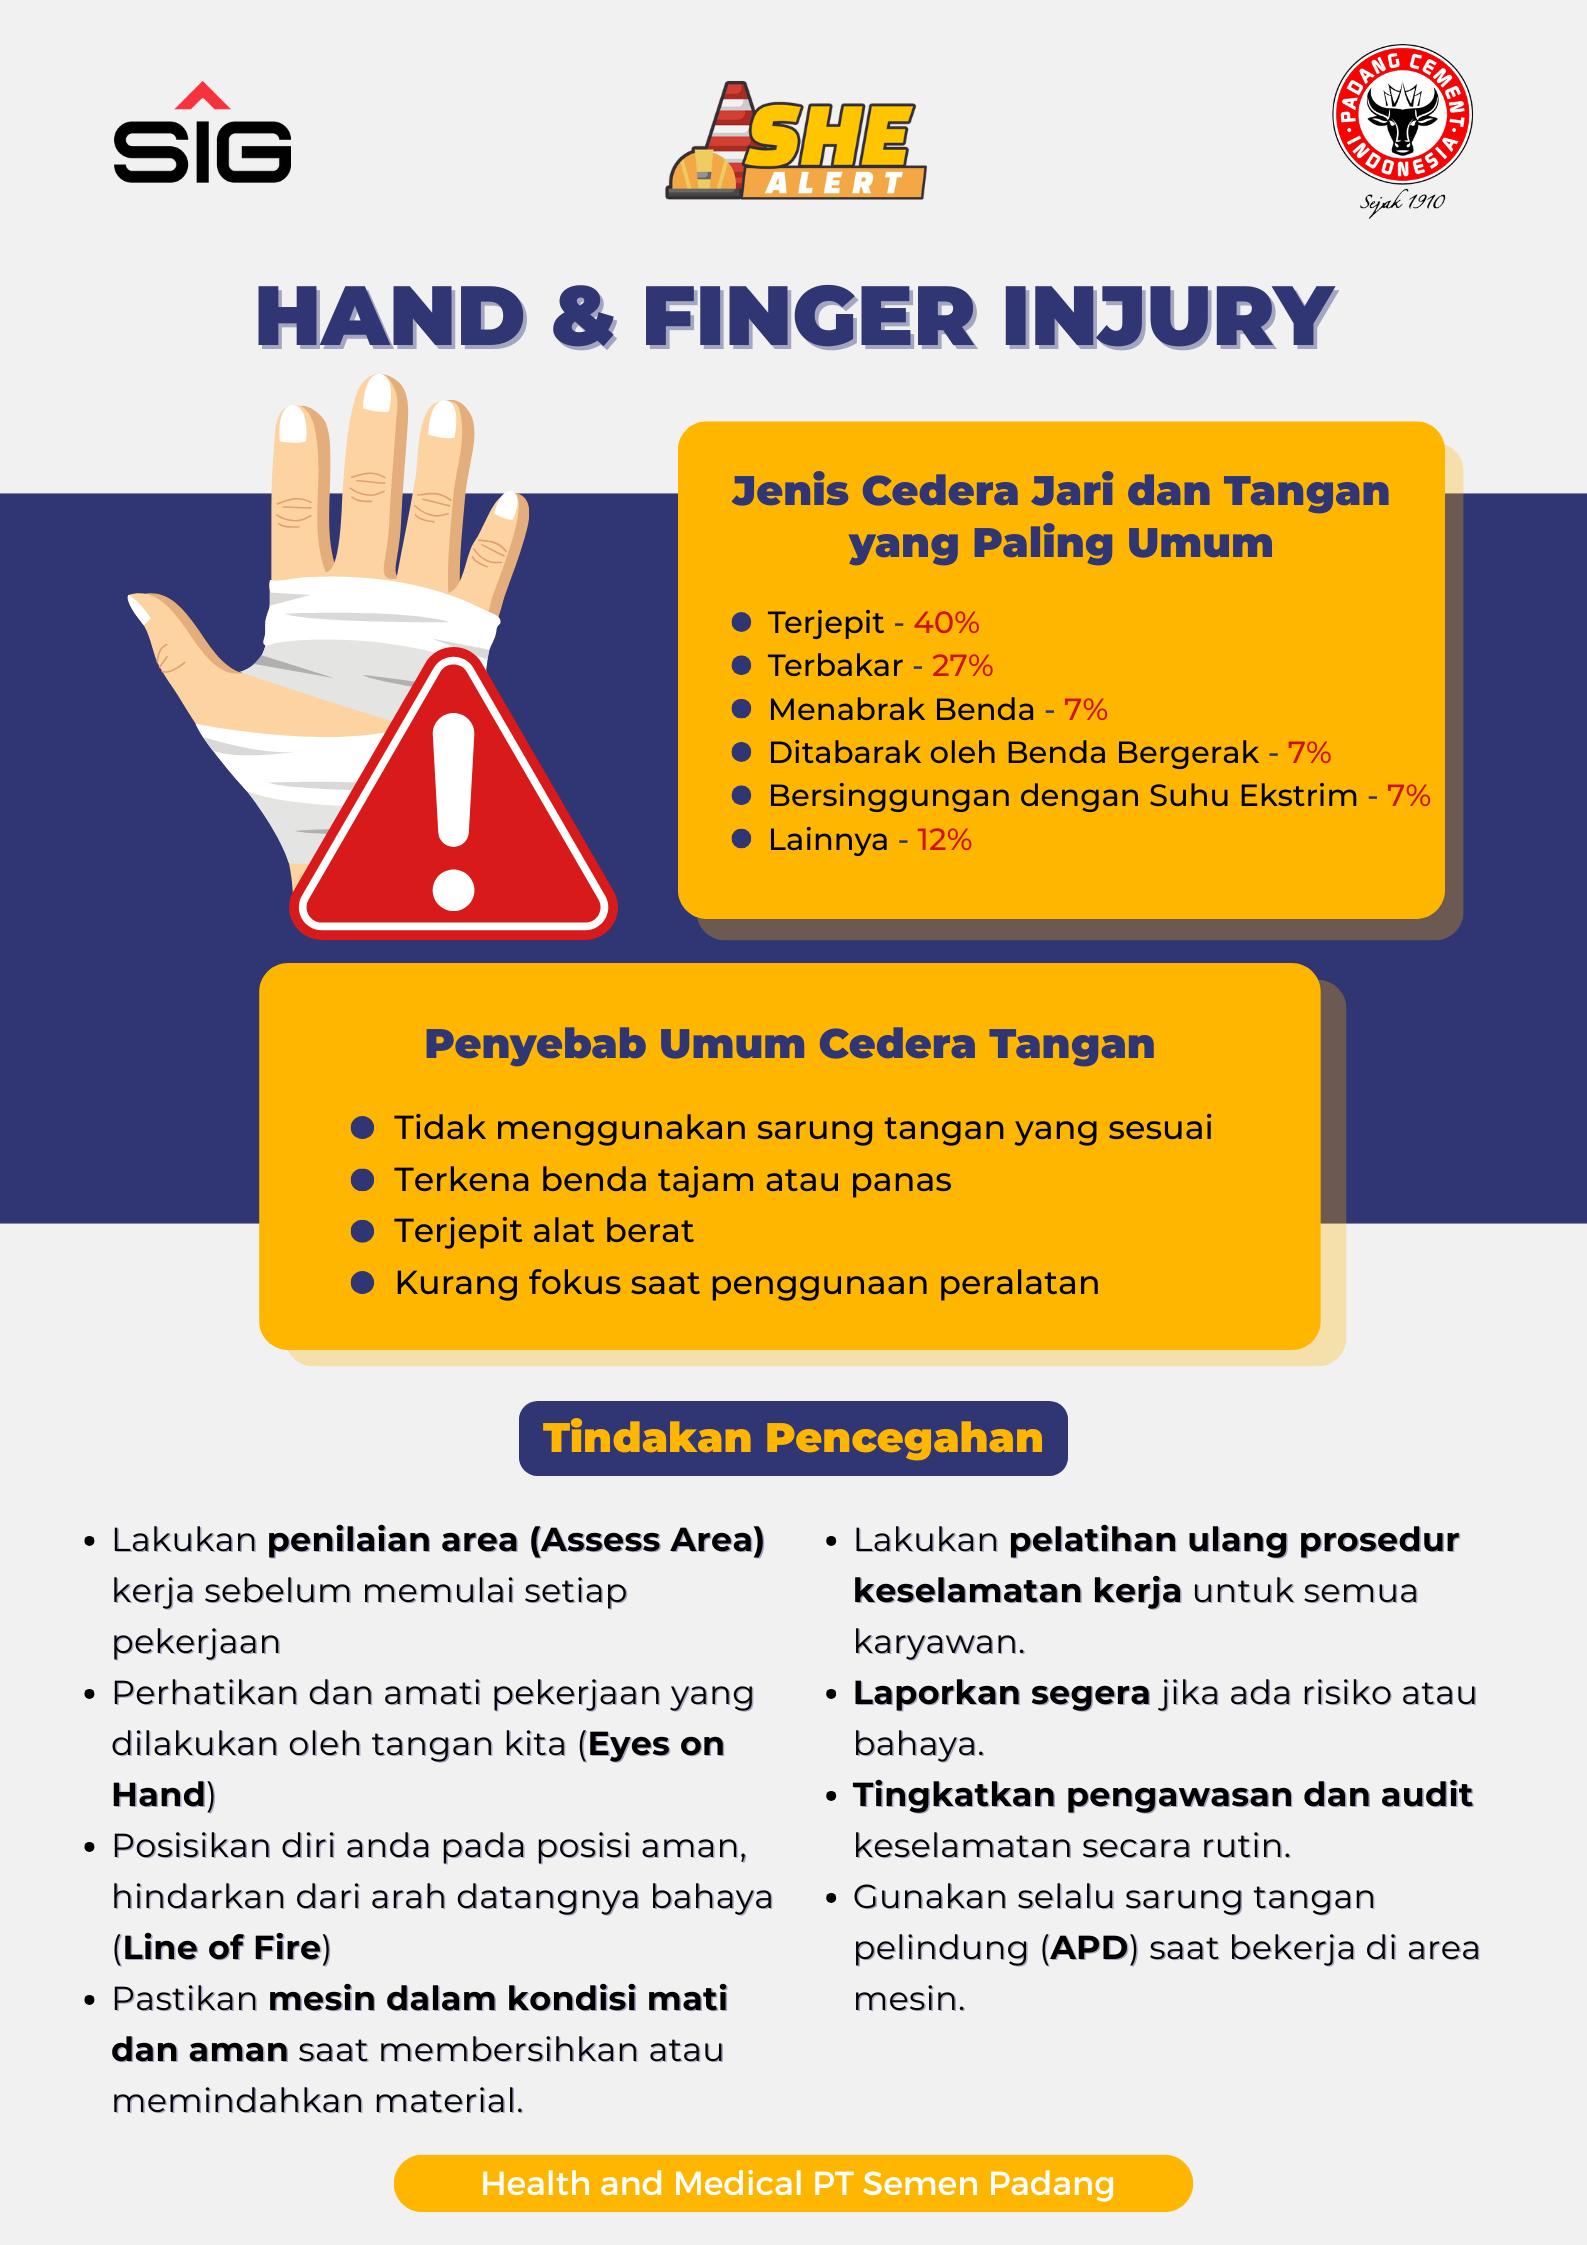 SIG
SHE
ALERT
PADANG CEMENT
INDONESIA
Sejak 1910
HAND & FINGER INJURY
Jenis Cedera Jari dan Tangan
yang Paling Umum
Terjepit - 40%
Terbakar - 27%
Menabrak Benda - 7%
Ditabarak oleh Benda Bergerak - 7%
Bersinggungan dengan Suhu Ekstrim - 7%
Lainnya - 12%
Penyebab Umum Cedera Tangan
Tidak menggunakan sarung tangan yang sesuai
Terkena benda tajam atau panas
Terjepit alat berat
Kurang fokus saat penggunaan peralatan
Tindakan Pencegahan
• Lakukan penilaian area (Assess Area)
kerja sebelum memulai setiap
pekerjaan
• Perhatikan dan amati pekerjaan yang
dilakukan oleh tangan kita (Eyes on
Hand)
• Posisikan diri anda pada posisi aman,
hindarkan dari arah datangnya bahaya
(Line of Fire)
• Pastikan mesin dalam kondisi mati
dan aman saat membersihkan atau
memindahkan material.
• Lakukan pelatihan ulang prosedur
keselamatan kerja untuk semua
karyawan.
• Laporkan segera jika ada risiko atau
bahaya.
• Tingkatkan pengawasan dan audit
keselamatan secara rutin.
• Gunakan selalu sarung tangan
pelindung (APD) saat bekerja di area
mesin.
Health and Medical PT Semen Padang